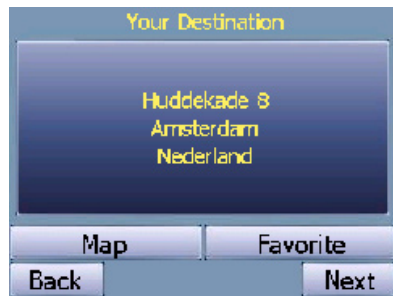 Your Destination
Huddekade 8
Amsterdam
Nederland
Map Favorite
Back Next